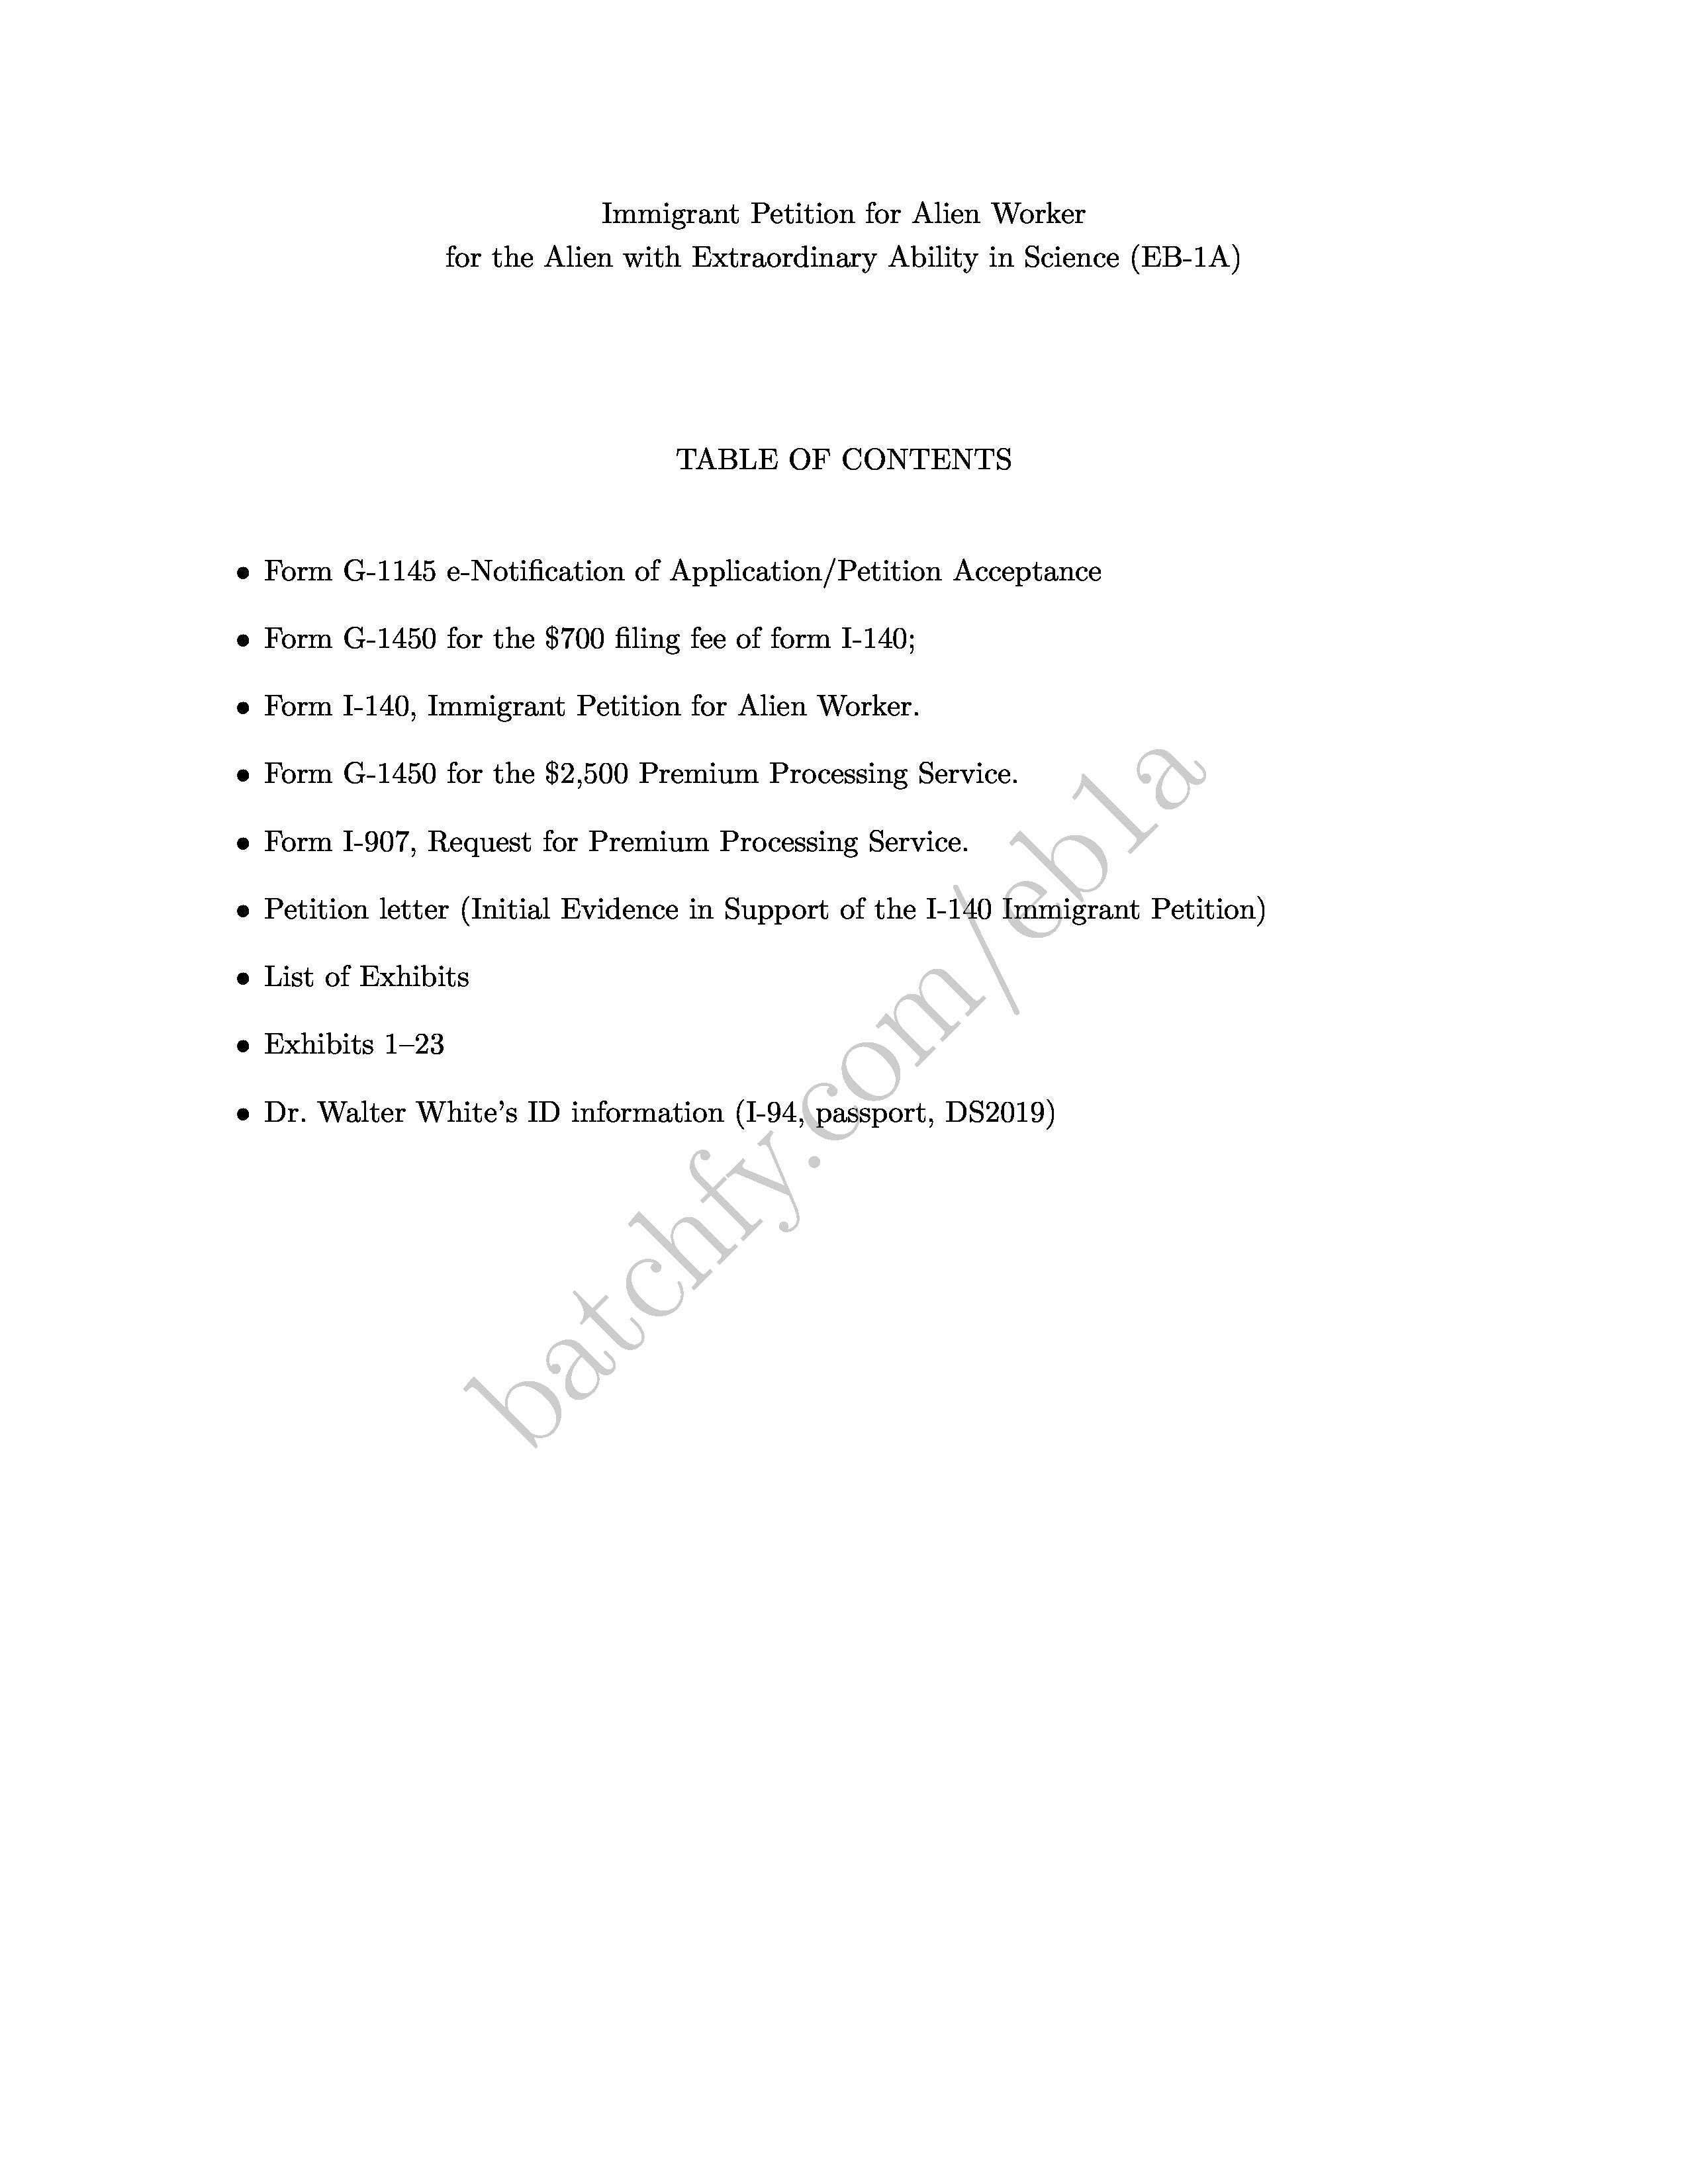 Immigrant Petition for Alien Worker
for the Alien with Extraordinary Ability in Science (EB-1A)
TABLE OF CONTENTS
• Form G-1145 e-Notification of Application/Petition Acceptance
• Form G-1450 for the $700 filing fee of form I-140;
• Form I-140, Immigrant Petition for Alien Worker.
• Form G-1450 for the $2,500 Premium Processing Service.
• Form I-907, Request for Premium Processing Service.
• Petition letter (Initial Evidence in Support of the I-140 Immigrant Petition)
• List of Exhibits
• Exhibits 1–23
• Dr. Walter White's ID information (I-94, passport, DS2019)
batchfy.com/eb1a